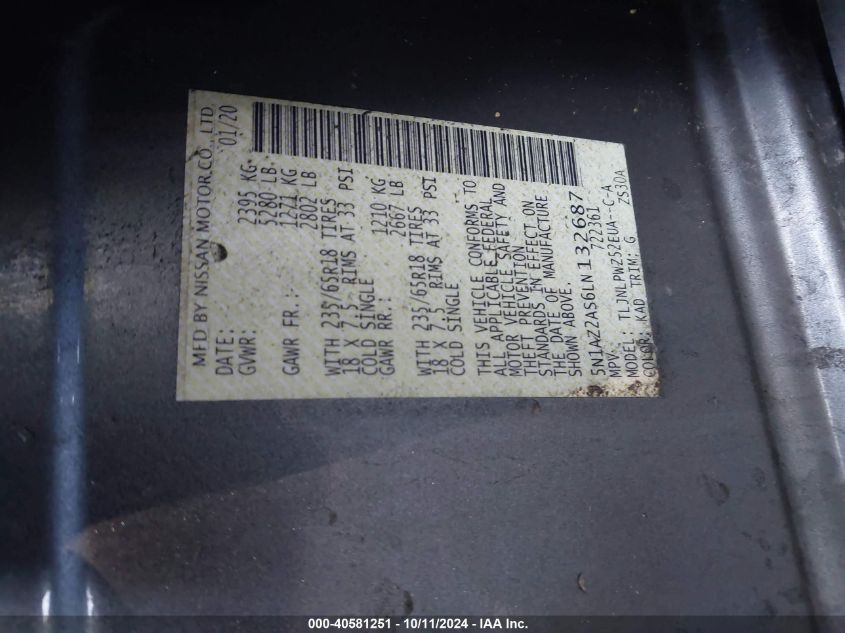 MFD BY NISSAN MOTOR CO., LTD
DATE: 01/20
GVWR: 2395 KG
5280 LB
GAWR FR.: 1271 KG
2802 LB
WITH 235/65R18 TIRES
18 X 7.5 RIMS AT 33 PSI
COLD SINGLE
GAWR RR.: 1210 KG
2667 LB
WITH 235/65R18 TIRES
18 X 7.5 RIMS AT 33 PSI
COLD SINGLE
THIS VEHICLE CONFORMS TO
ALL APPLICABLE FEDERAL
MOTOR VEHICLE SAFETY AND
THEFT PREVENTION
STANDARDS IN EFFECT ON
THE DATE OF MANUFACTURE
SHOWN ABOVE.
5N1AZ2AS6LN132687
MPV. 722361
MODEL: TLJNLPWZ52EUA--C-A
COLOR: KAD TRIM: G ZS3DA
000-40581251 - 10/11/2024 - IAA Inc.